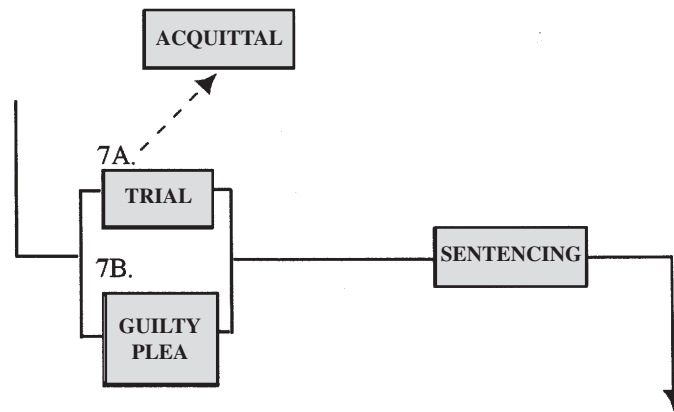 ACQUITTAL
7A.
TRIAL
7B.
SENTENCING
GUILTY
PLEA